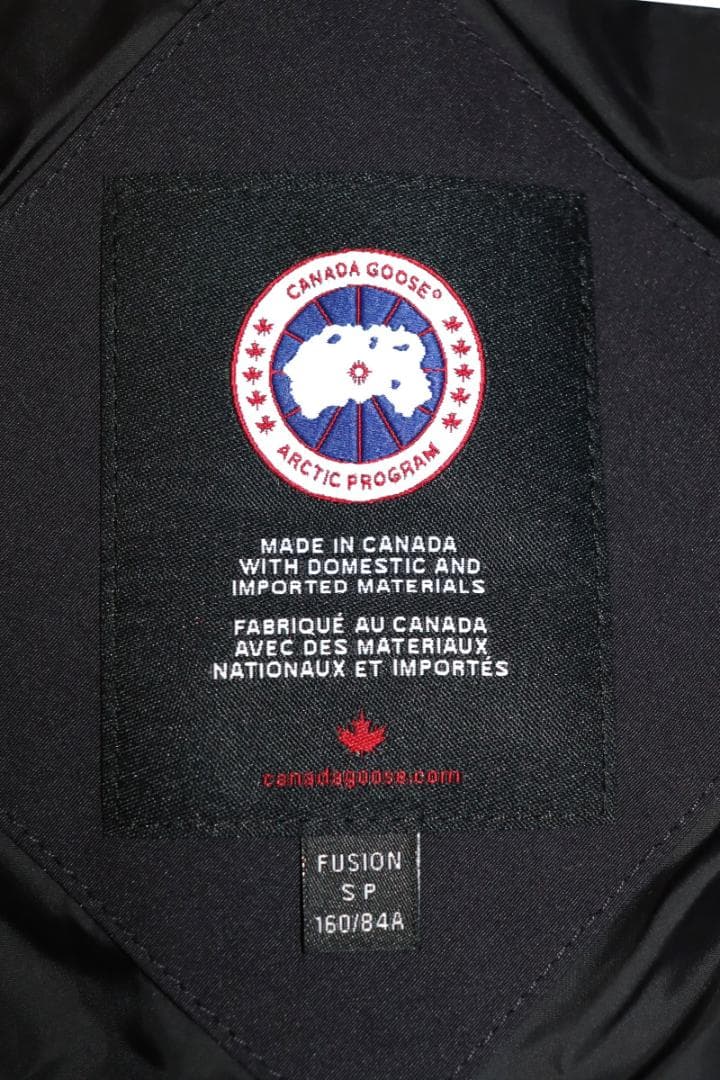 CANADA GOOSE®
ARCTIC PROGRAM
MADE IN CANADA
WITH DOMESTIC AND
IMPORTED MATERIALS
FABRIQUÉ AU CANADA
AVEC DES MATERIAUX
NATIONAUX ET IMPORTÉS
canadagoose.com
FUSION
S P
160/84A